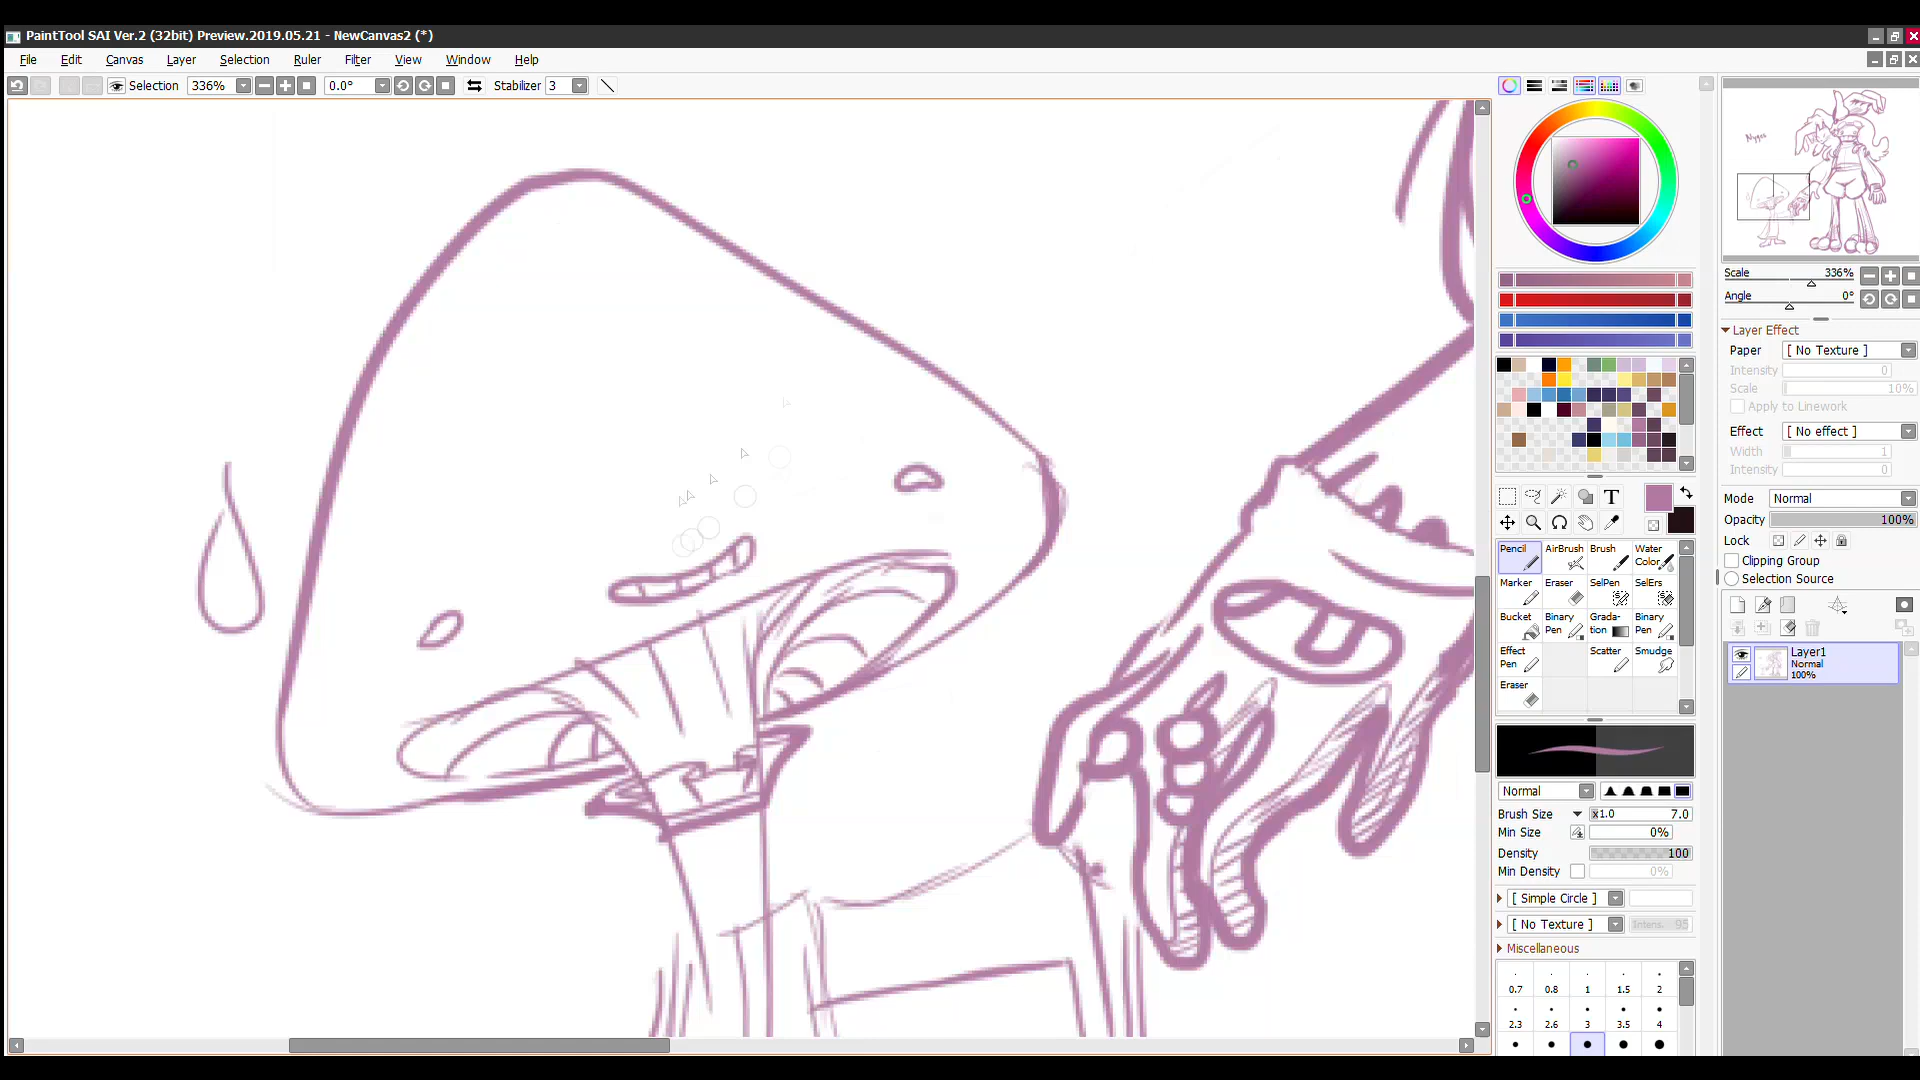 PaintTool SAI Ver.2 (32bit) Preview.2019.05.21 - NewCanvas2 (*)
File Edit Canvas Layer Selection Ruler Filter View Window Help
Selection 336% 0.0° Stabilizer 3
Scale 336%
Angle 0°
Layer Effect
Paper [ No Texture ]
Intensity 0
Scale 10%
Apply to Linework
Effect [ No effect ]
Width 1
Intensity 0
T
Mode Normal
Opacity 100%
Lock
Clipping Group
Selection Source
Pencil AirBrush Brush Water Color
Marker Eraser SelPen SelErs
Bucket Binary Pen Grada-tion Binary Pen
Effect Pen Scatter Smudge
Eraser
Layer1
Normal
100%
Normal
Brush Size x1.0 7.0
Min Size 0%
Density 100
Min Density 0%
[ Simple Circle ]
[ No Texture ] Intens. 95
Miscellaneous
0.7 0.8 1 1.5 2
2.3 2.6 3 3.5 4